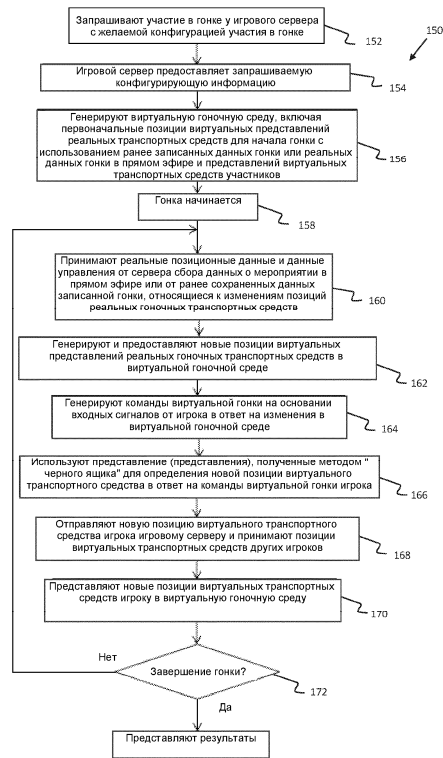 Запрашивают участие в гонке у игрового сервера
с желаемой конфигурацией участия в гонке
152
150
Игровой сервер предоставляет запрашиваемую
конфигурирующую информацию
154
Генерируют виртуальную гоночную среду, включая
первоначальные позиции виртуальных представлений
реальных транспортных средств для начала гонки с
использованием ранее записанных данных гонки или реальных
данных гонки в прямом эфире и представлений виртуальных
транспортных средств участников
156
Гонка начинается
158
Принимают реальные позиционные данные и данные
управления от сервера сбора данных о мероприятии в
прямом эфире или от ранее сохраненных данных
записанной гонки, относящиеся к изменениям позиций
реальных гоночных транспортных средств
160
Генерируют и предоставляют новые позиции виртуальных
представлений реальных гоночных транспортных средств в
виртуальной гоночной среде
162
Генерируют команды виртуальной гонки на основании
входных сигналов от игрока в ответ на изменения в
виртуальной гоночной среде
164
Используют представление (представления), полученные методом "
черного ящика" для определения новой позиции виртуального
транспортного средства в ответ на команды виртуальной гонки игрока
166
Отправляют новую позицию виртуального транспортного
средства игрока игровому серверу и принимают позиции
виртуальных транспортных средств других игроков
168
Представляют новые позиции виртуальных транспортных
средств игроку в виртуальную гоночную среду
170
Нет
Завершение гонки?
172
Да
Представляют результаты